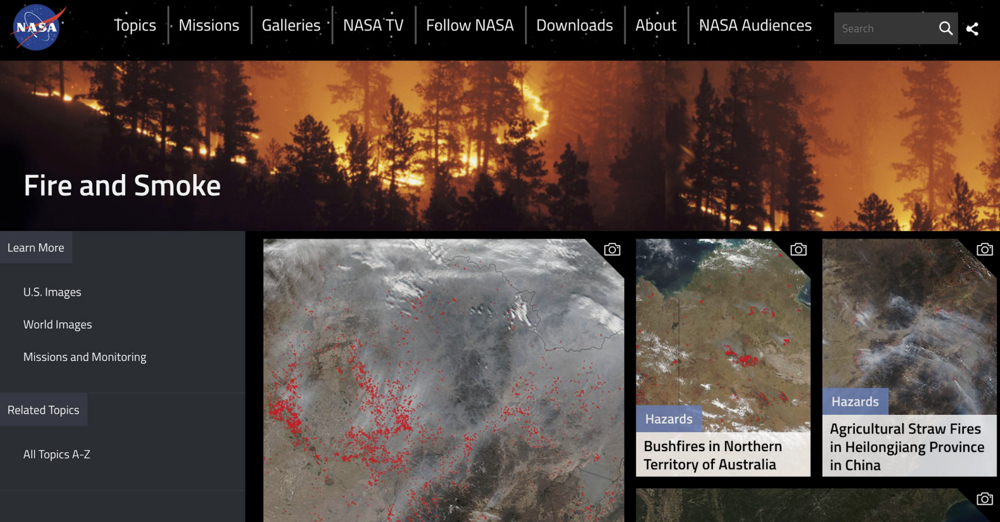 NASA
Topics
Missions
Galleries
NASA TV
Follow NASA
Downloads
About
NASA Audiences
Search
Fire and Smoke
Learn More
U.S. Images
World Images
Missions and Monitoring
Related Topics
All Topics A-Z
Hazards
Bushfires in Northern
Territory of Australia
Hazards
Agricultural Straw Fires
in Heilongjiang Province
in China